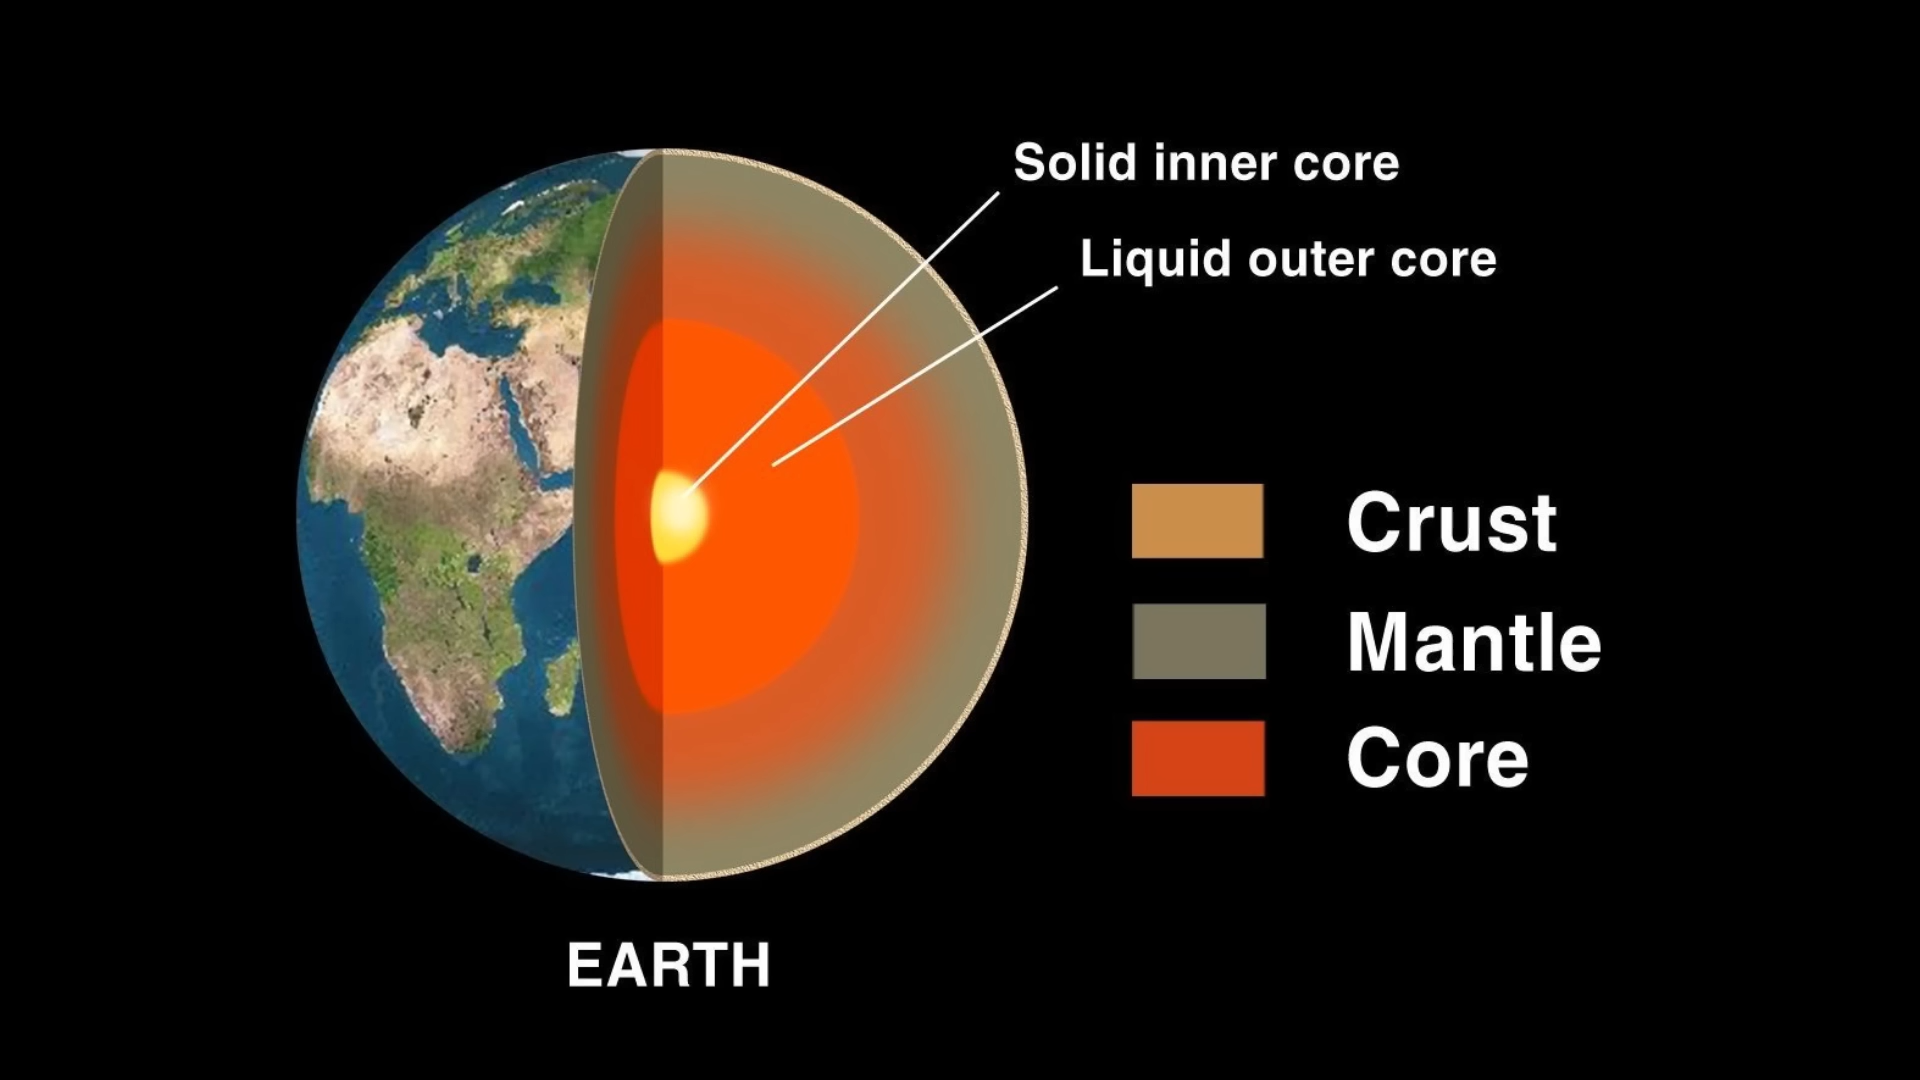 Solid inner core
Liquid outer core
Crust
Mantle
Core
EARTH